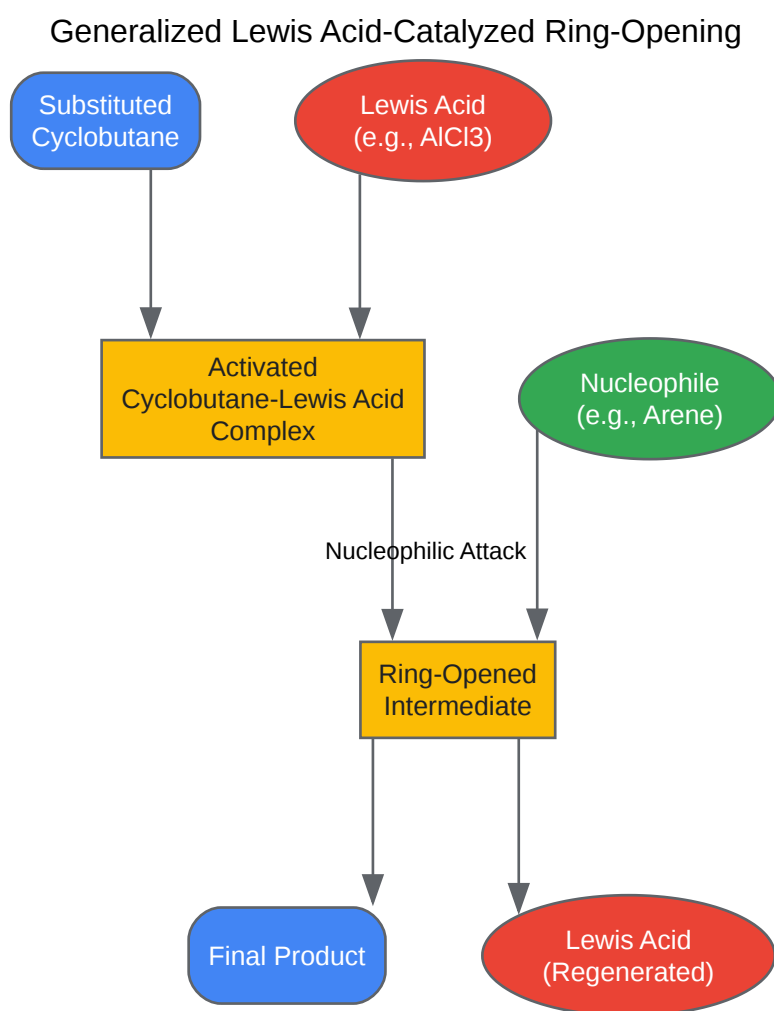 Generalized Lewis Acid-Catalyzed Ring-Opening
Substituted
Cyclobutane
Lewis Acid
(e.g., AlCl3)
Activated
Cyclobutane-Lewis Acid
Complex
Nucleophile
(e.g., Arene)
Nucleophilic Attack
Ring-Opened
Intermediate
Final Product
Lewis Acid
(Regenerated)